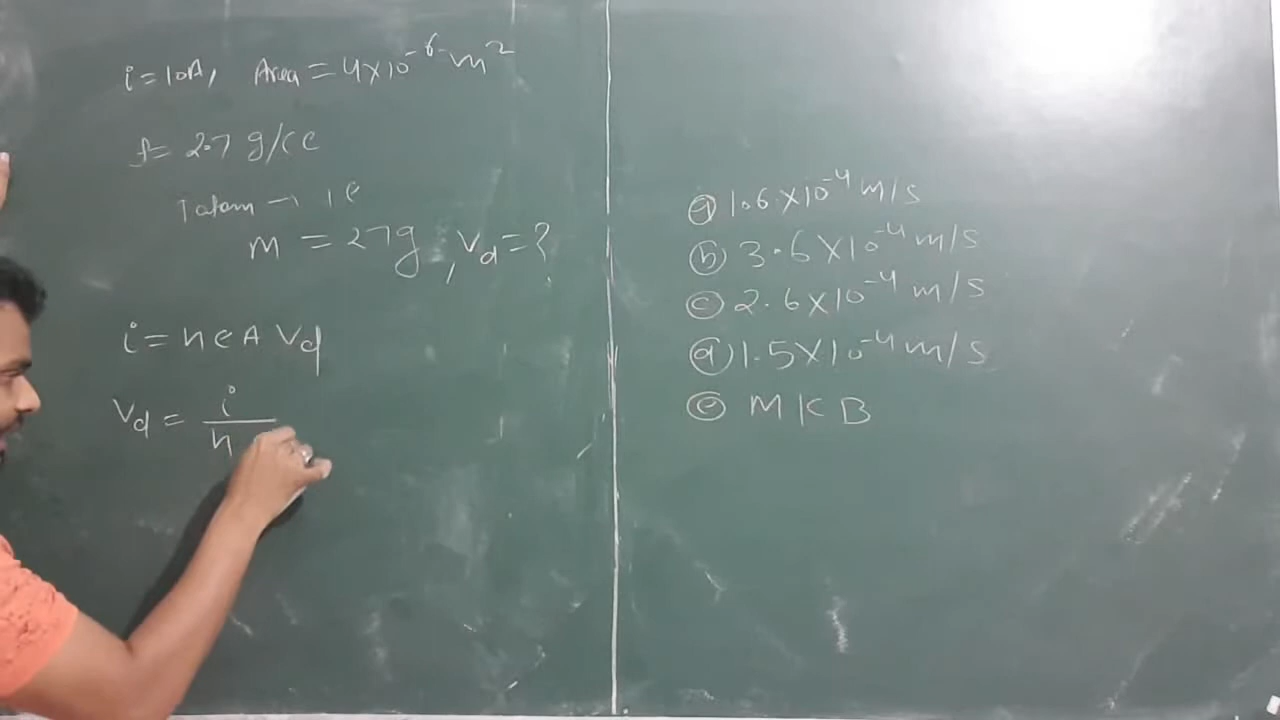 i = 10A, Area = 4×10⁻⁶ m²
f = 2.7 g/cc
1 atom → 1 e
m = 27g, Vd = ?
i = n e A Vd
Vd = i / n
ⓐ 1.6×10⁻⁴ m/s
ⓑ 3.6×10⁻⁴ m/s
ⓒ 2.6×10⁻⁴ m/s
ⓓ 1.5×10⁻⁴ m/s
ⓔ MKB